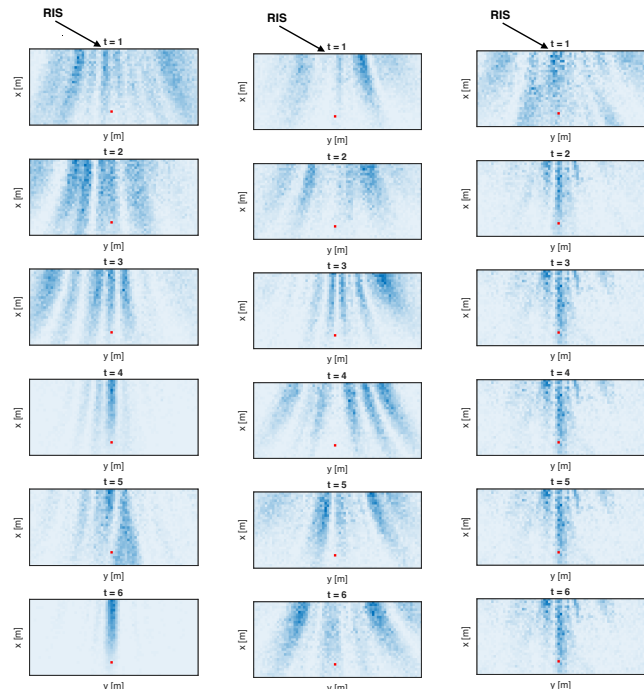 RIS
RIS
RIS
t = 1
t = 1
t = 1
x [m]
x [m]
x [m]
y [m]
y [m]
y [m]
t = 2
t = 2
t = 2
x [m]
x [m]
x [m]
y [m]
y [m]
y [m]
t = 3
t = 3
t = 3
x [m]
x [m]
x [m]
y [m]
y [m]
y [m]
t = 4
t = 4
t = 4
x [m]
x [m]
x [m]
y [m]
y [m]
y [m]
t = 5
t = 5
t = 5
x [m]
x [m]
x [m]
y [m]
y [m]
y [m]
t = 6
t = 6
t = 6
x [m]
x [m]
x [m]
y [m]
y [m]
y [m]